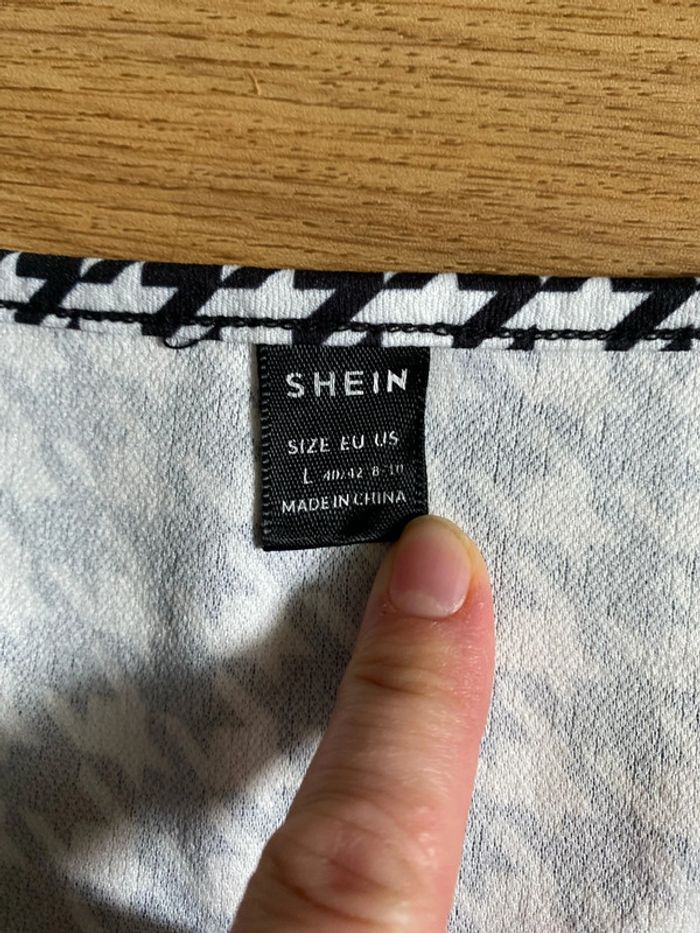 SHEIN
SIZE EU US
L 40/42 8-10
MADE IN CHINA